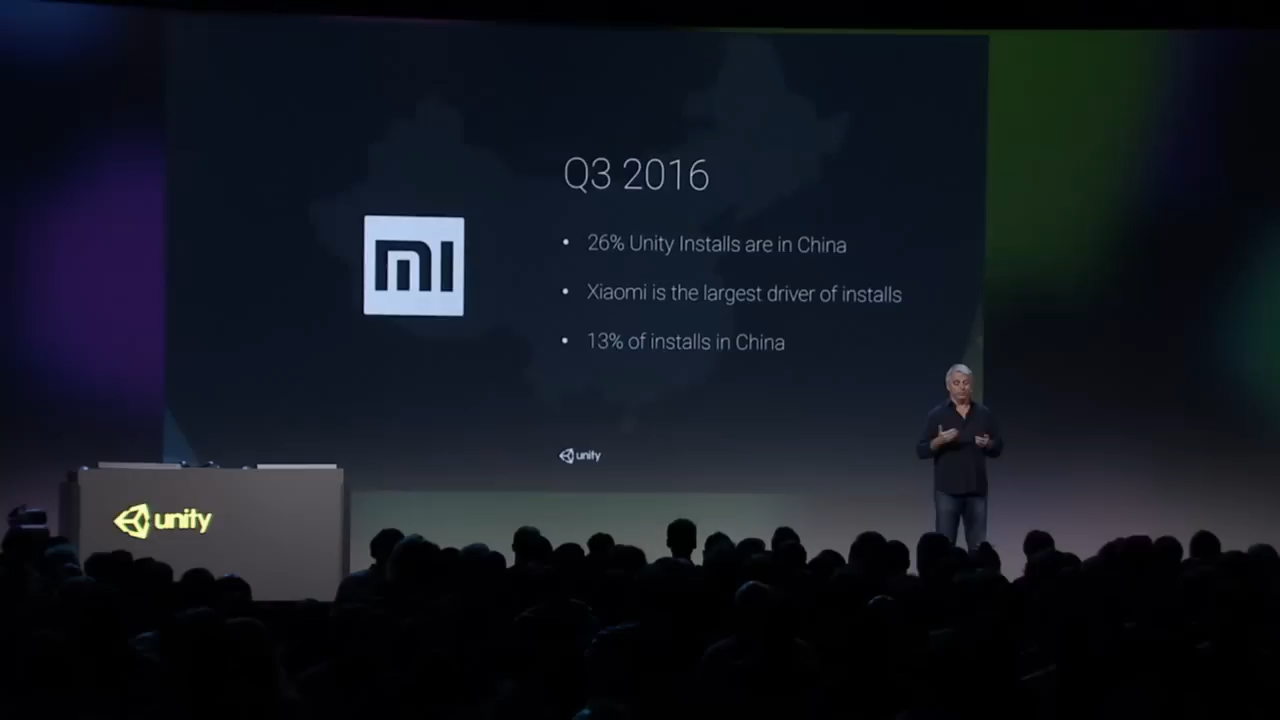 mi
Q3 2016
• 26% Unity Installs are in China
• Xiaomi is the largest driver of installs
• 13% of installs in China
unity
unity